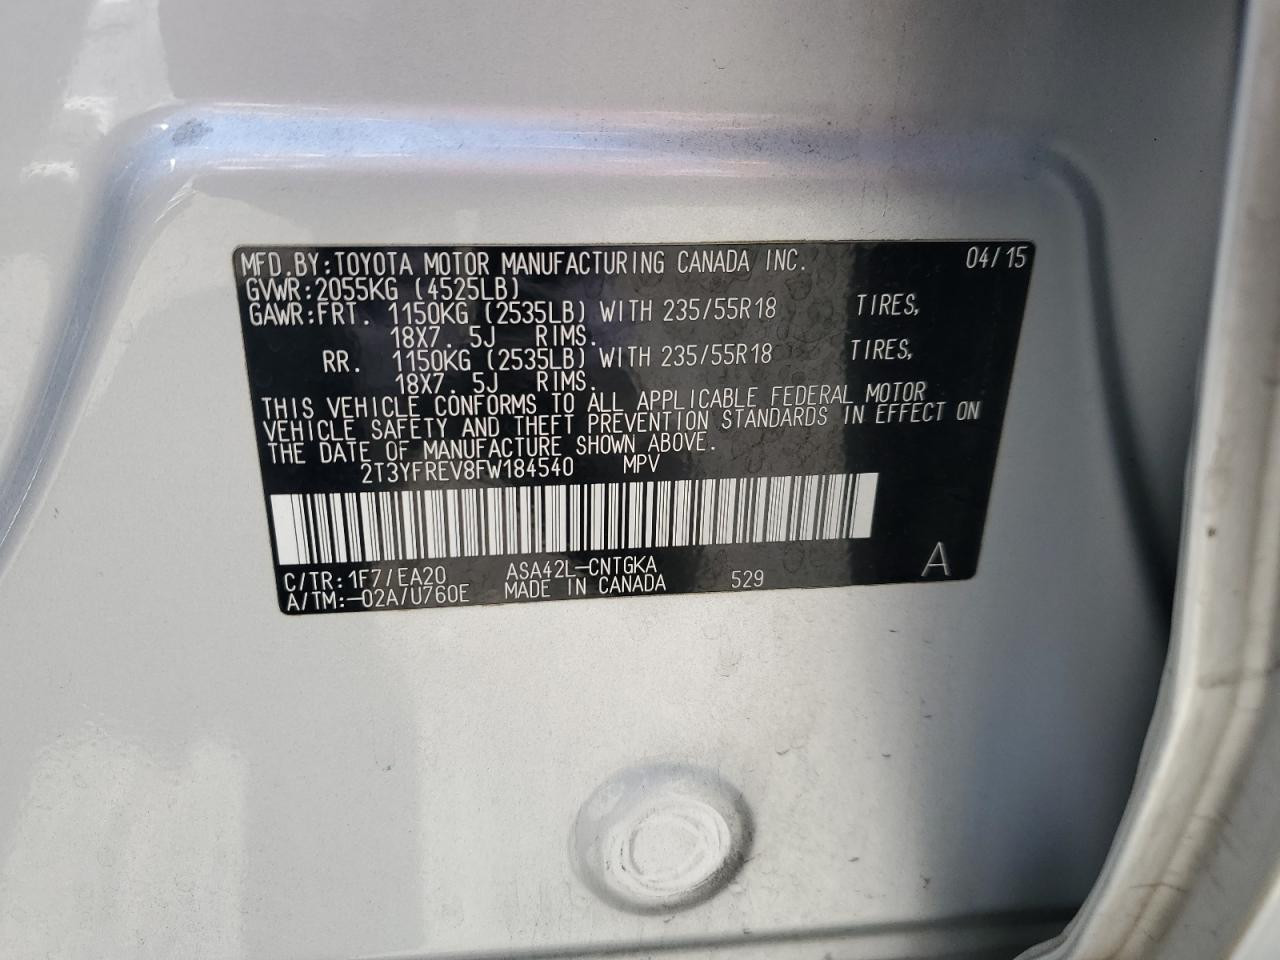 MFD.BY:TOYOTA MOTOR MANUFACTURING CANADA INC. 04/15
GVWR:2055KG (4525LB)
GAWR:FRT. 1150KG (2535LB) WITH 235/55R18 TIRES,
18X7.5J RIMS.
RR. 1150KG (2535LB) WITH 235/55R18 TIRES,
18X7.5J RIMS.
THIS VEHICLE CONFORMS TO ALL APPLICABLE FEDERAL MOTOR
VEHICLE SAFETY AND THEFT PREVENTION STANDARDS IN EFFECT ON
THE DATE OF MANUFACTURE SHOWN ABOVE.
2T3YFREV8FW184540 MPV
C/TR:1F7/EA20 ASA42L-CNTGKA A
A/TM:-02A/U760E MADE IN CANADA 529